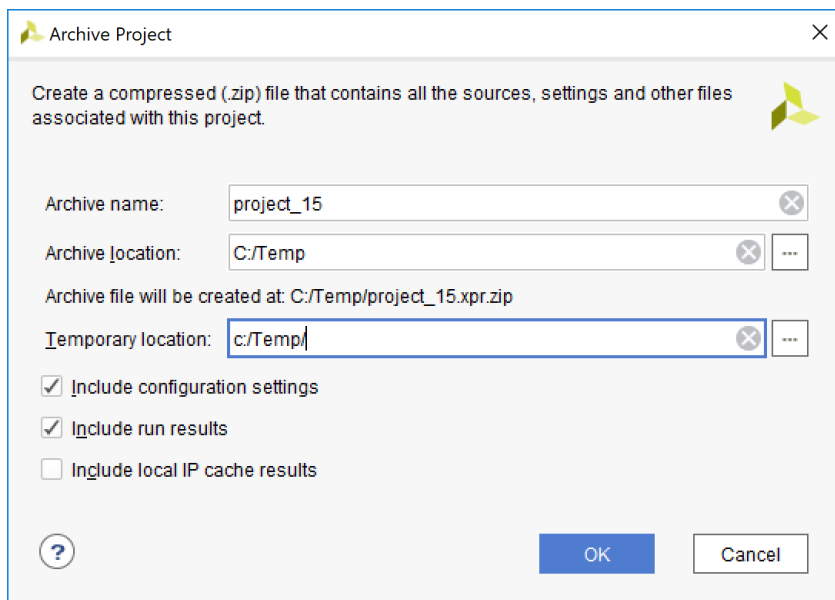 Archive Project
Create a compressed (.zip) file that contains all the sources, settings and other files
associated with this project.
Archive name: project_15
Archive location: C:/Temp ...
Archive file will be created at: C:/Temp/project_15.xpr.zip
Temporary location: c:/Temp/ ...
Include configuration settings
Include run results
Include local IP cache results
? OK Cancel